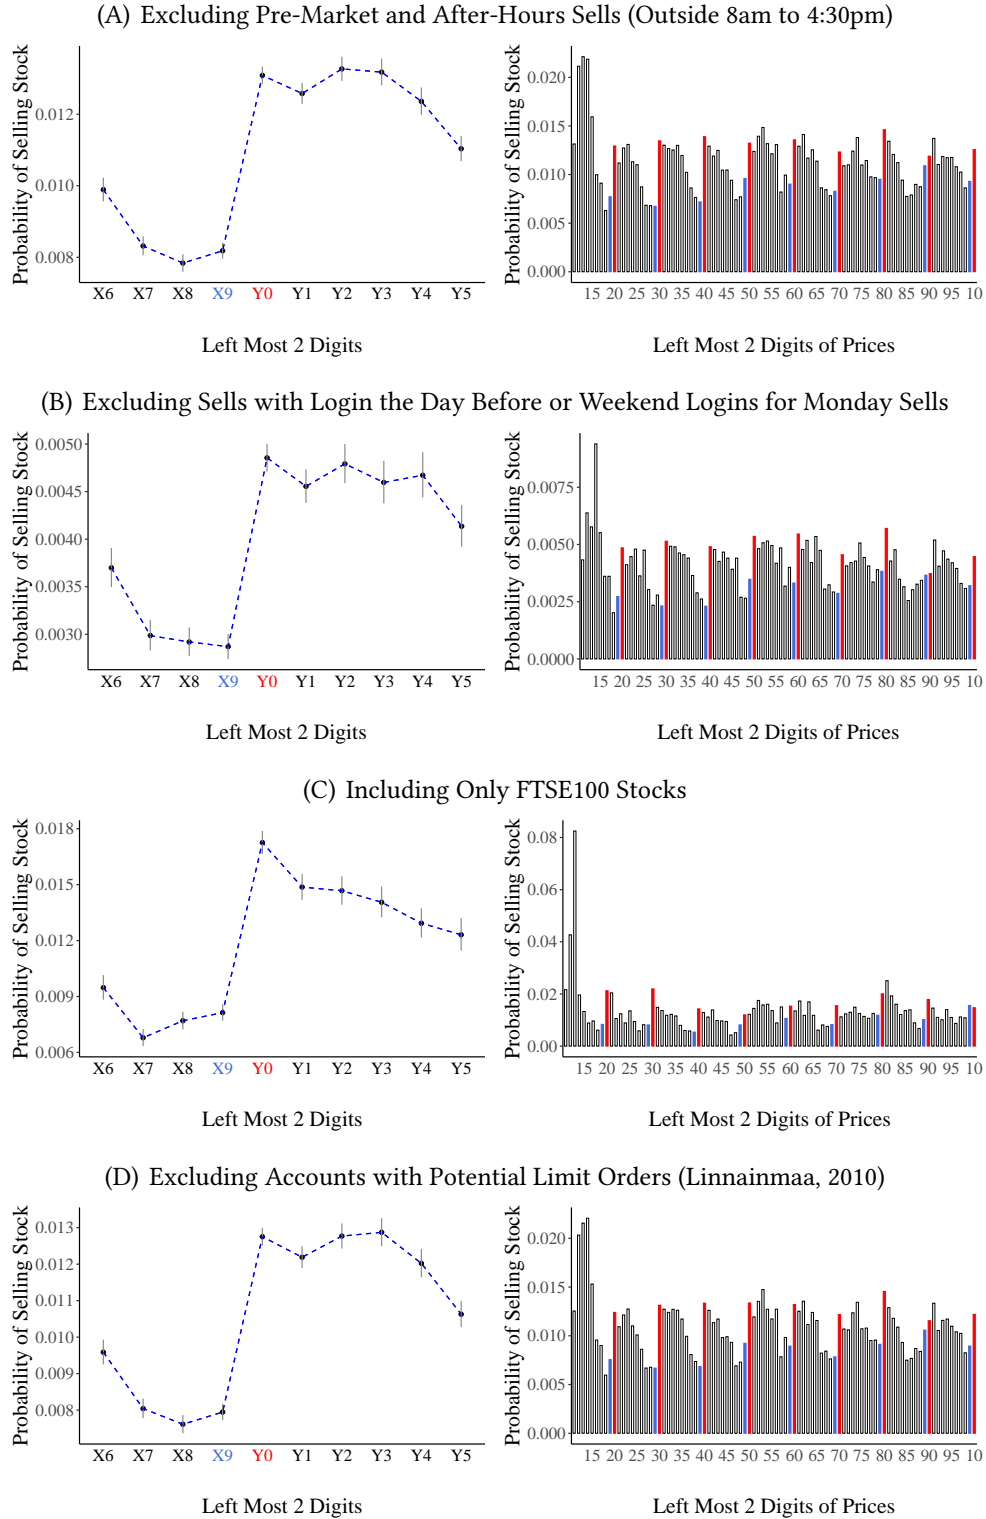 (A) Excluding Pre-Market and After-Hours Sells (Outside 8am to 4:30pm)
Probability of Selling Stock
0.012
0.010
0.008
X6 X7 X8 X9 Y0 Y1 Y2 Y3 Y4 Y5
Left Most 2 Digits
Probability of Selling Stock
0.020
0.015
0.010
0.005
0.000
15 20 25 30 35 40 45 50 55 60 65 70 75 80 85 90 95 10
Left Most 2 Digits of Prices
(B) Excluding Sells with Login the Day Before or Weekend Logins for Monday Sells
Probability of Selling Stock
0.0050
0.0045
0.0040
0.0035
0.0030
X6 X7 X8 X9 Y0 Y1 Y2 Y3 Y4 Y5
Left Most 2 Digits
Probability of Selling Stock
0.0075
0.0050
0.0025
0.0000
15 20 25 30 35 40 45 50 55 60 65 70 75 80 85 90 95 10
Left Most 2 Digits of Prices
(C) Including Only FTSE100 Stocks
Probability of Selling Stock
0.018
0.015
0.012
0.009
0.006
X6 X7 X8 X9 Y0 Y1 Y2 Y3 Y4 Y5
Left Most 2 Digits
Probability of Selling Stock
0.08
0.06
0.04
0.02
0.00
15 20 25 30 35 40 45 50 55 60 65 70 75 80 85 90 95 10
Left Most 2 Digits of Prices
(D) Excluding Accounts with Potential Limit Orders (Linnainmaa, 2010)
Probability of Selling Stock
0.013
0.012
0.011
0.010
0.009
0.008
X6 X7 X8 X9 Y0 Y1 Y2 Y3 Y4 Y5
Left Most 2 Digits
Probability of Selling Stock
0.020
0.015
0.010
0.005
0.000
15 20 25 30 35 40 45 50 55 60 65 70 75 80 85 90 95 10
Left Most 2 Digits of Prices